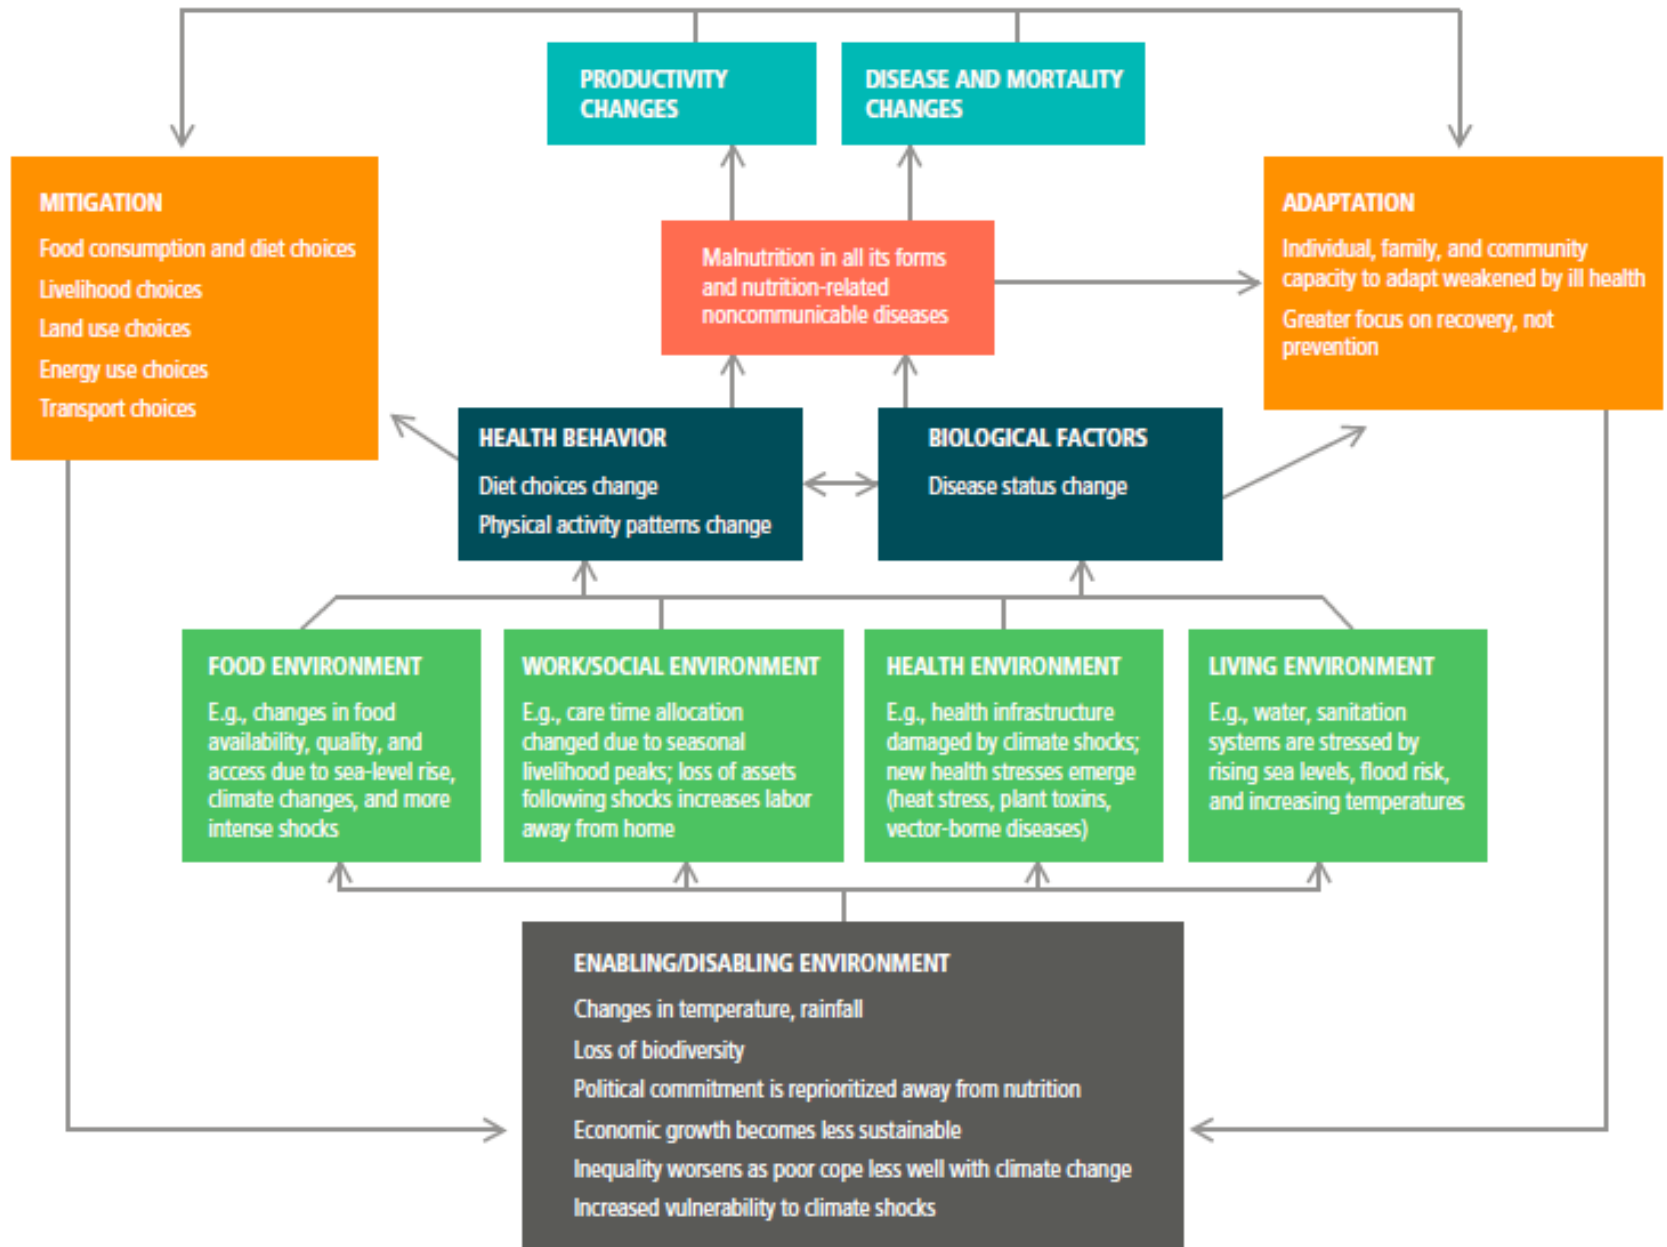 PRODUCTIVITY
CHANGES
DISEASE AND MORTALITY
CHANGES
MITIGATION
Food consumption and diet choices
Livelihood choices
Land use choices
Energy use choices
Transport choices
Malnutrition in all its forms
and nutrition-related
noncommunicable diseases
ADAPTATION
Individual, family, and community
capacity to adapt weakened by ill health
Greater focus on recovery, not
prevention
HEALTH BEHAVIOR
Diet choices change
Physical activity patterns change
BIOLOGICAL FACTORS
Disease status change
FOOD ENVIRONMENT
E.g., changes in food
availability, quality, and
access due to sea-level rise,
climate changes, and more
intense shocks
WORK/SOCIAL ENVIRONMENT
E.g., care time allocation
changed due to seasonal
livelihood peaks; loss of assets
following shocks increases labor
away from home
HEALTH ENVIRONMENT
E.g., health infrastructure
damaged by climate shocks;
new health stresses emerge
(heat stress, plant toxins,
vector-borne diseases)
LIVING ENVIRONMENT
E.g., water, sanitation
systems are stressed by
rising sea levels, flood risk,
and increasing temperatures
ENABLING/DISABLING ENVIRONMENT
Changes in temperature, rainfall
Loss of biodiversity
Political commitment is reprioritized away from nutrition
Economic growth becomes less sustainable
Inequality worsens as poor cope less well with climate change
Increased vulnerability to climate shocks